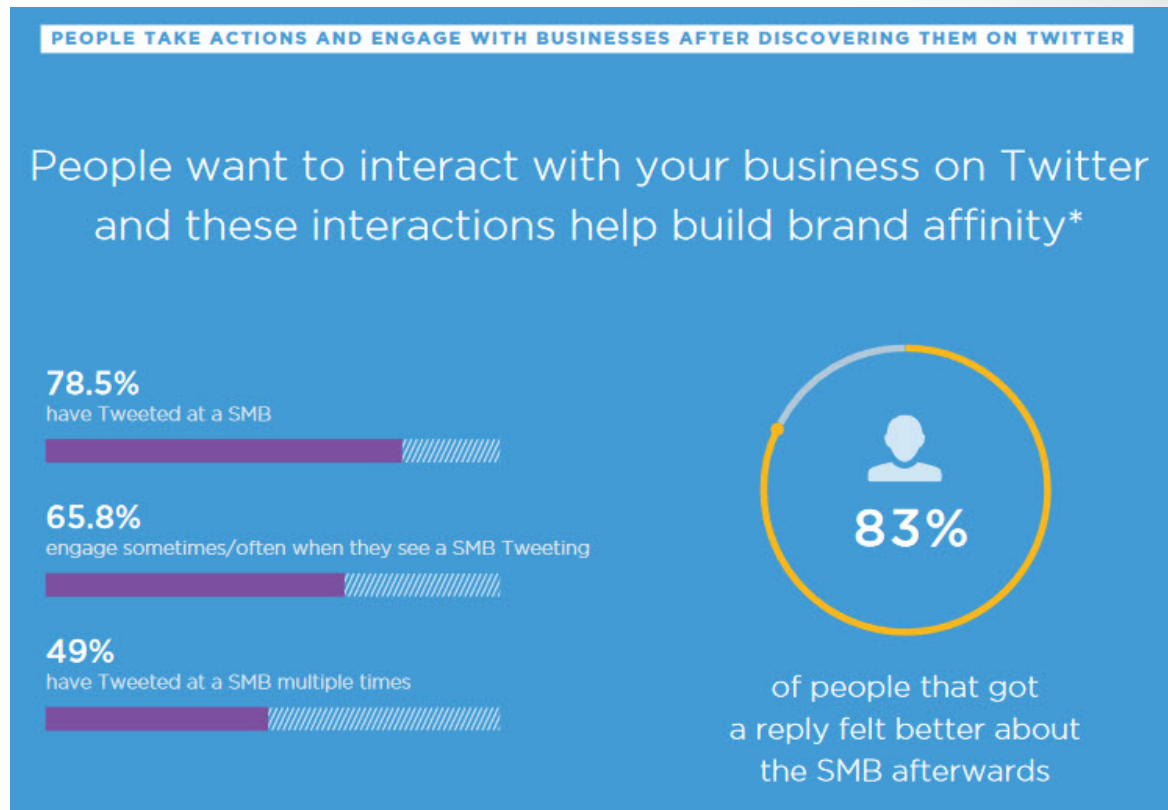 PEOPLE TAKE ACTIONS AND ENGAGE WITH BUSINESSES AFTER DISCOVERING THEM ON TWITTER
People want to interact with your business on Twitter
and these interactions help build brand affinity*
78.5%
have Tweeted at a SMB
65.8%
engage sometimes/often when they see a SMB Tweeting
49%
have Tweeted at a SMB multiple times
83%
of people that got
a reply felt better about
the SMB afterwards